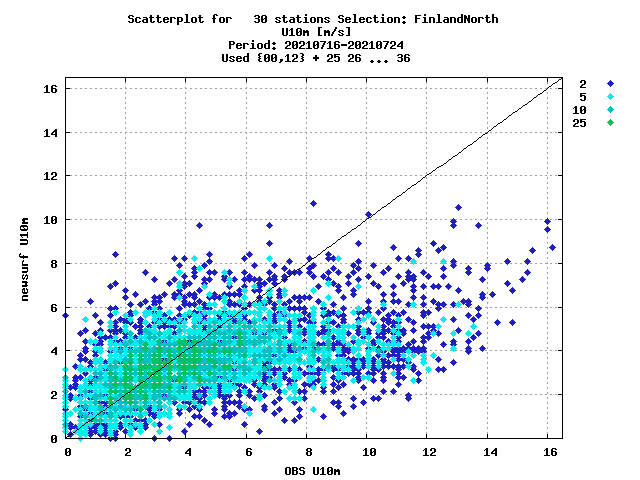 Scatterplot for 30 stations Selection: FinlandNorth
U10m [m/s]
Period: 20210716-20210724
Used {00,12} + 25 26 ... 36
2
5
10
25
16
14
12
10
8
6
4
2
0
newsurf U10m
0 2 4 6 8 10 12 14 16
OBS U10m